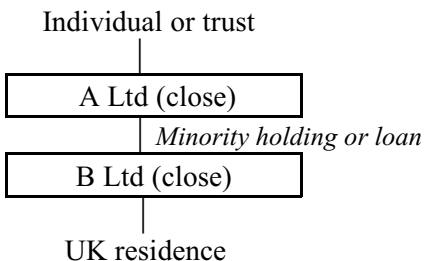 Individual or trust
A Ltd (close)
Minority holding or loan
B Ltd (close)
UK residence